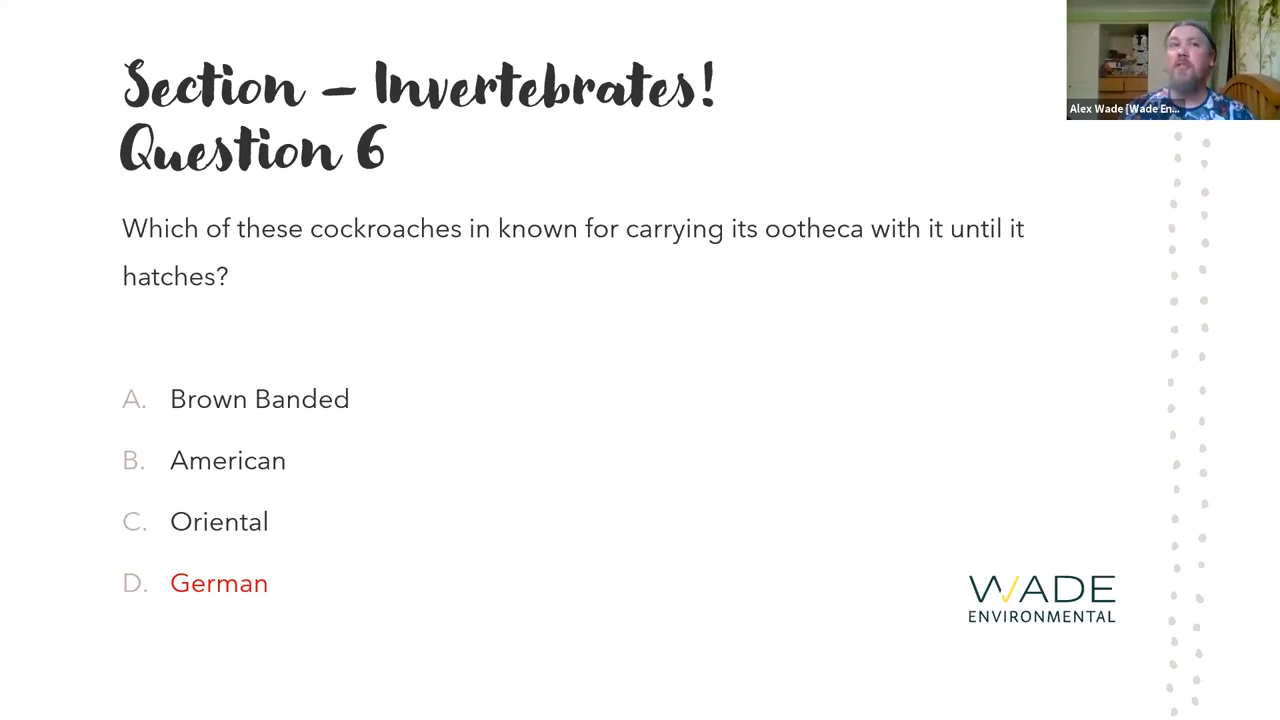 Section – Invertebrates!
Question 6
Which of these cockroaches in known for carrying its ootheca with it until it
hatches?
A. Brown Banded
B. American
C. Oriental
D. German
WADE
ENVIRONMENTAL
Alex Wade [Wade En...